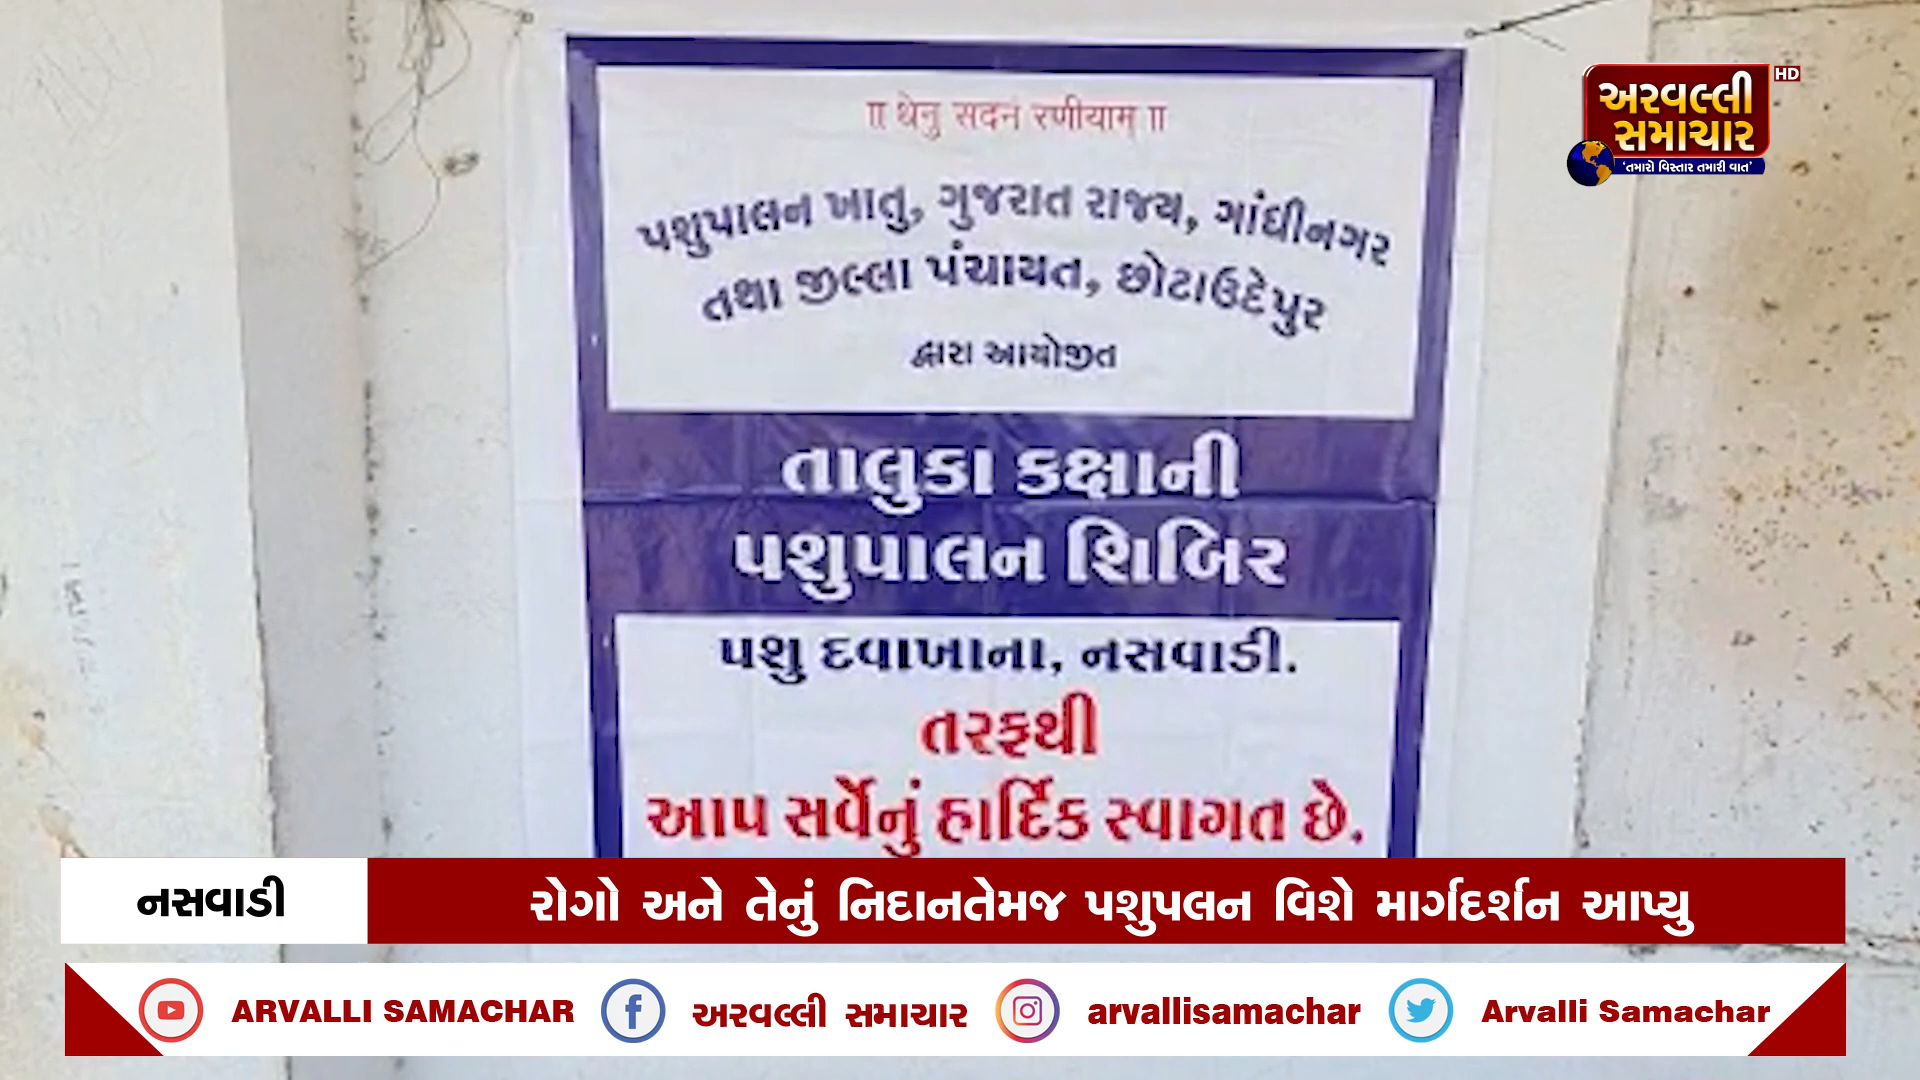 ॥ घेनु सदनं रणीयाम् ॥
પશુપાલન ખાતુ, ગુજરાત રાજ્ય, ગાંધીનગર
તથા જીલ્લા પંચાયત, છોટાઉદેપુર
દ્વારા આયોજીત
તાલુકા કક્ષાની
પશુપાલન શિબિર
પશુ દવાખાના, નસવાડી.
તરફથી
આપ સર્વેનું હાર્દિક સ્વાગત છે.
અરવલ્લી
સમાચાર
HD
'તમારો વિસ્તાર તમારી વાત'
નસવાડી
રોગો અને તેનું નિદાનતેમજ પશુપલન વિશે માર્ગદર્શન આપ્યુ
ARVALLI SAMACHAR
અરવલ્લી સમાચાર
arvallisamachar
Arvalli Samachar